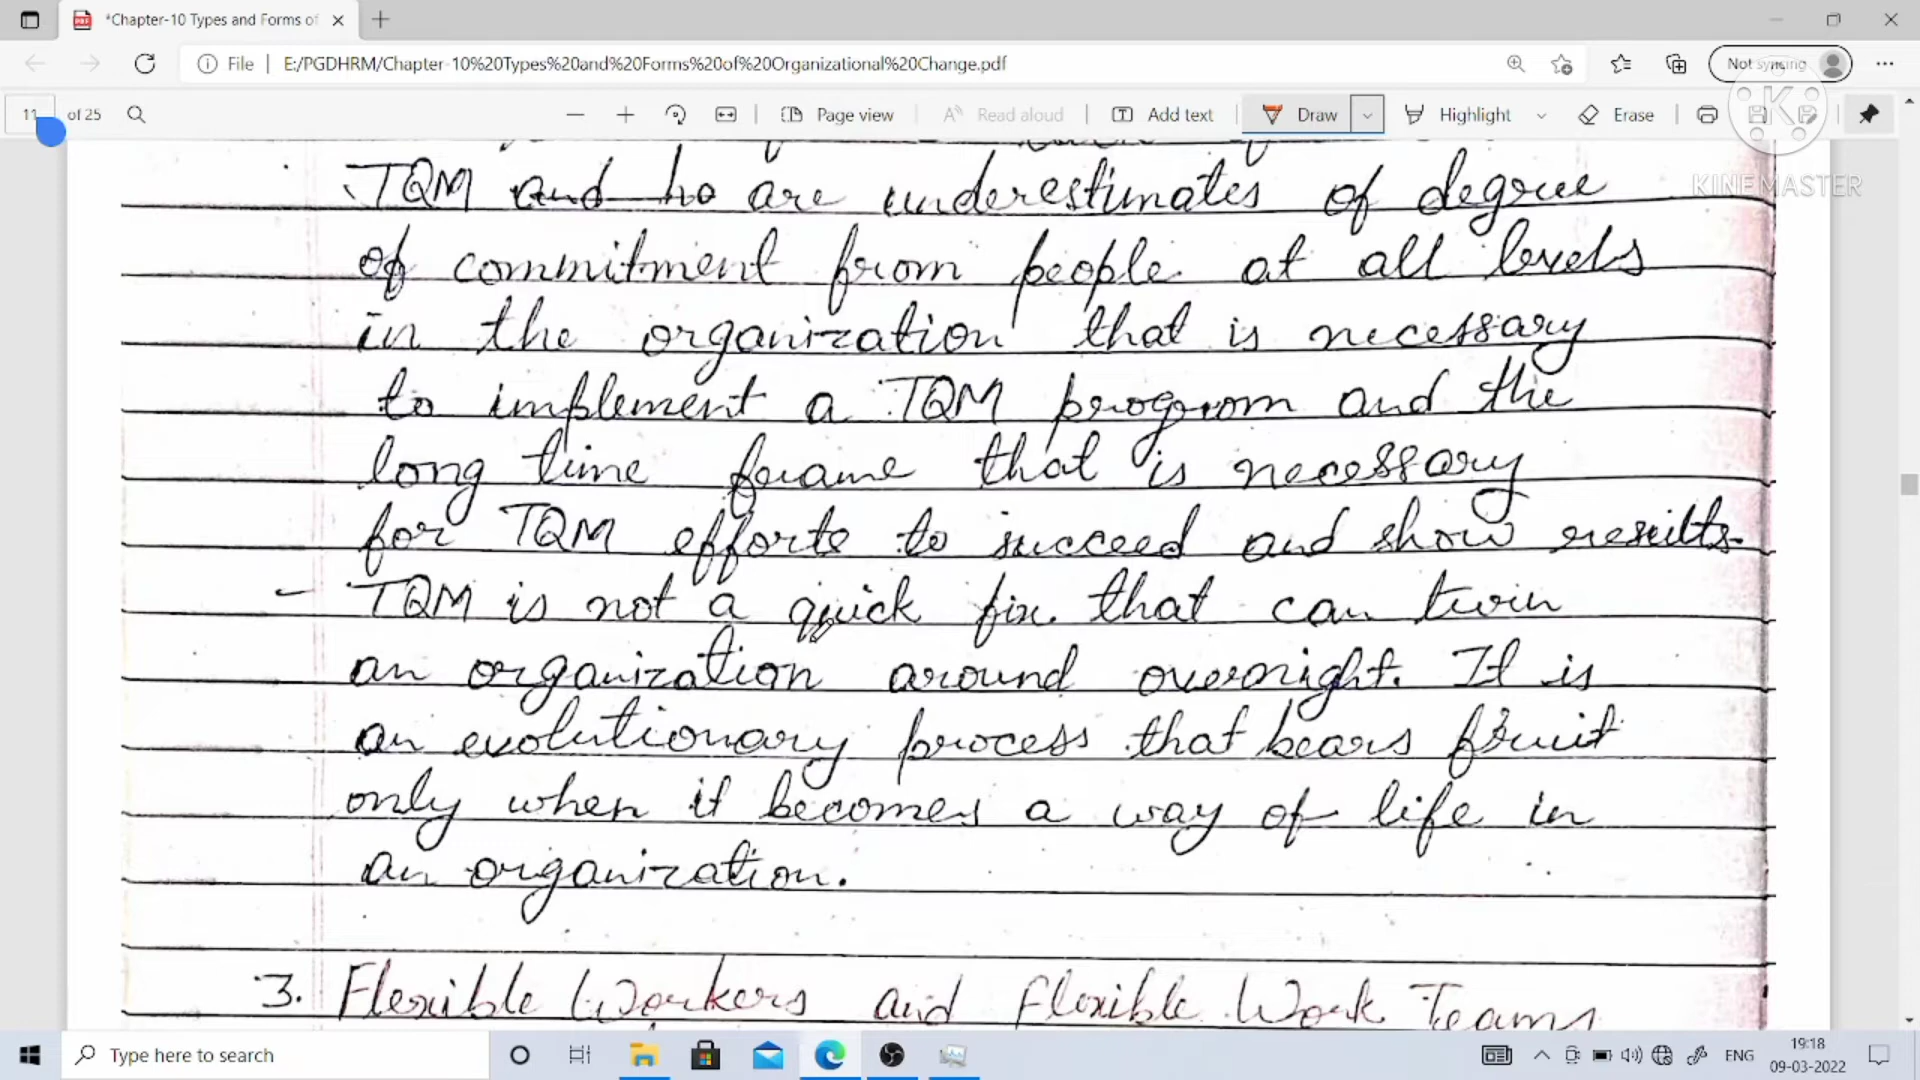 *Chapter-10 Types and Forms of
File
E:/PGDHRM/Chapter-10%20Types%20and%20Forms%20of%20Organizational%20Change.pdf
Not syncing
11 of 25
Page view
Read aloud
Add text
Draw
Highlight
Erase
KINEMASTER
TQM and ho are underestimates of degree
of commitment from people at all levels
in the organization that is necessary
to implement a TQM program and the
long time frame that is necessary
for TQM efforts to succeed and show results.
- TQM is not a quick fix that can turn
an organization around overnight. It is
an evolutionary process that bears fruit
only when it becomes a way of life in
an organization.
3. Flexible Workers and Flexible Work Teams
Type here to search
ENG
19:18
09-03-2022